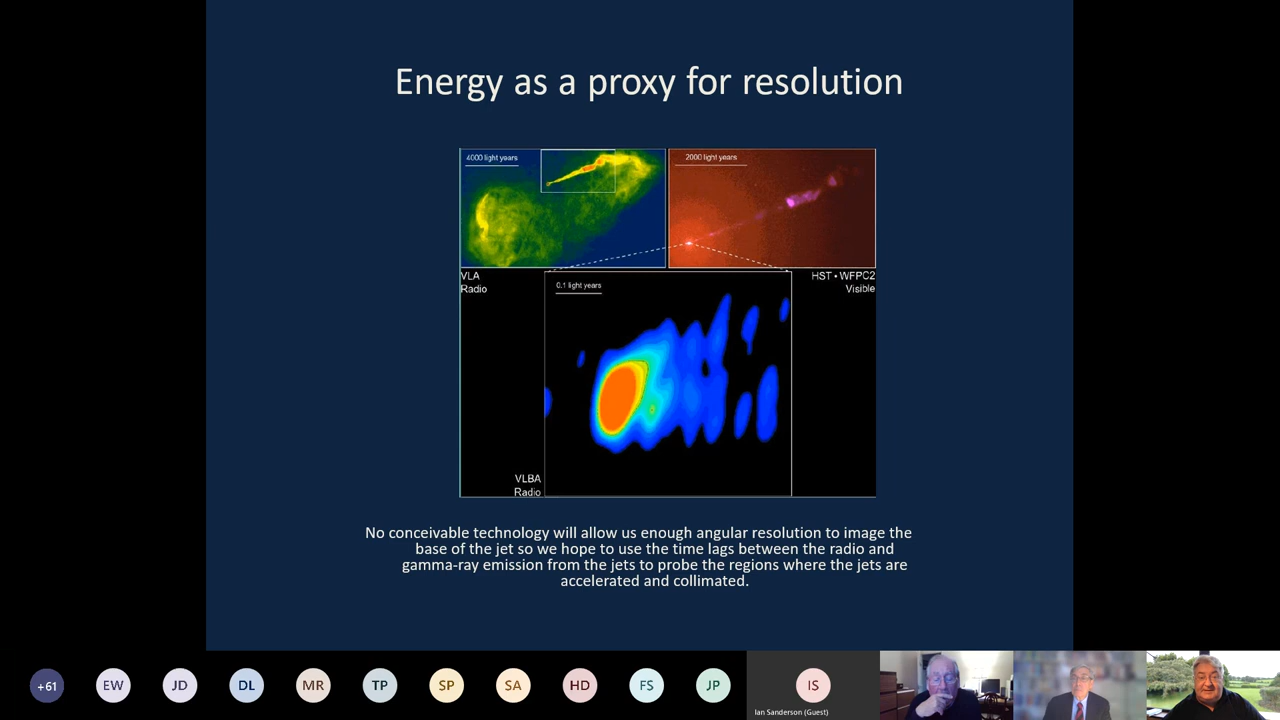 Energy as a proxy for resolution
4000 light years
2000 light years
VLA
Radio
HST • WFPC2
Visible
0.1 light years
VLBA
Radio
No conceivable technology will allow us enough angular resolution to image the
base of the jet so we hope to use the time lags between the radio and
gamma-ray emission from the jets to probe the regions where the jets are
accelerated and collimated.
+61
EW
JD
DL
MR
TP
SP
SA
HD
FS
JP
IS
Ian Sanderson (Guest)